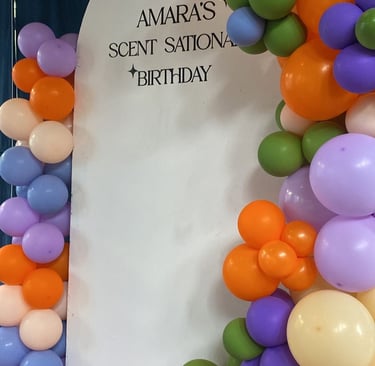 AMARA'S
SCENT SATIONAL
BIRTHDAY